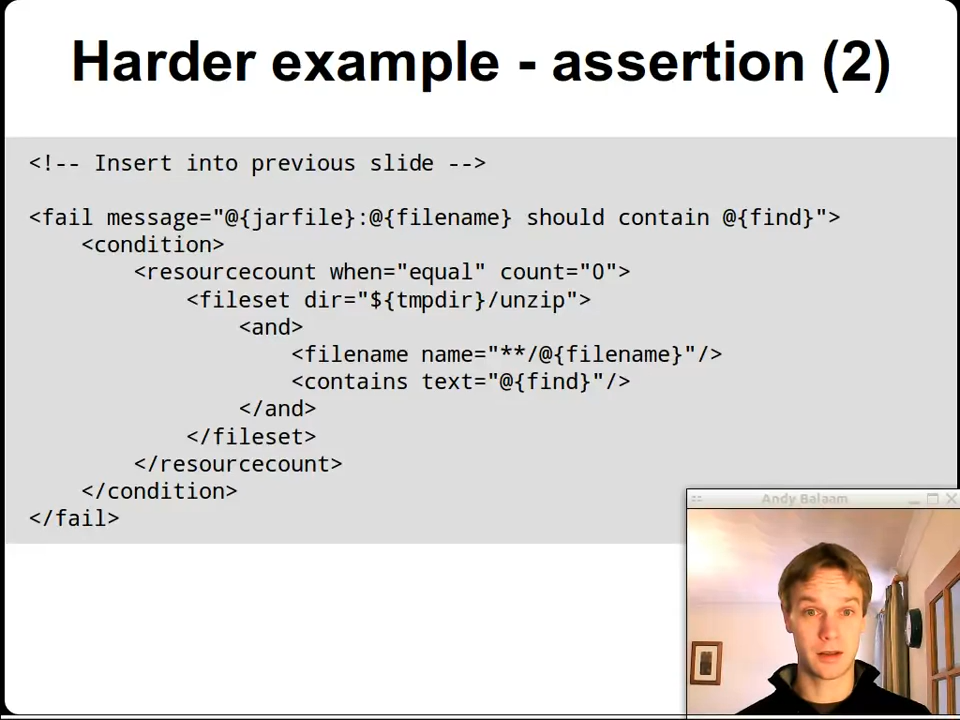 Harder example - assertion (2)
<!-- Insert into previous slide -->
<fail message="@{jarfile}:@{filename} should contain @{find}">
<condition>
<resourcecount when="equal" count="0">
<fileset dir="${tmpdir}/unzip">
<and>
<filename name="**/@{filename}"/>
<contains text="@{find}"/>
</and>
</fileset>
</resourcecount>
</condition>
</fail>
Andy Balaam